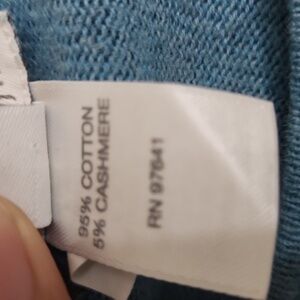 95% COTTON
5% CASHMERE
RN 97641